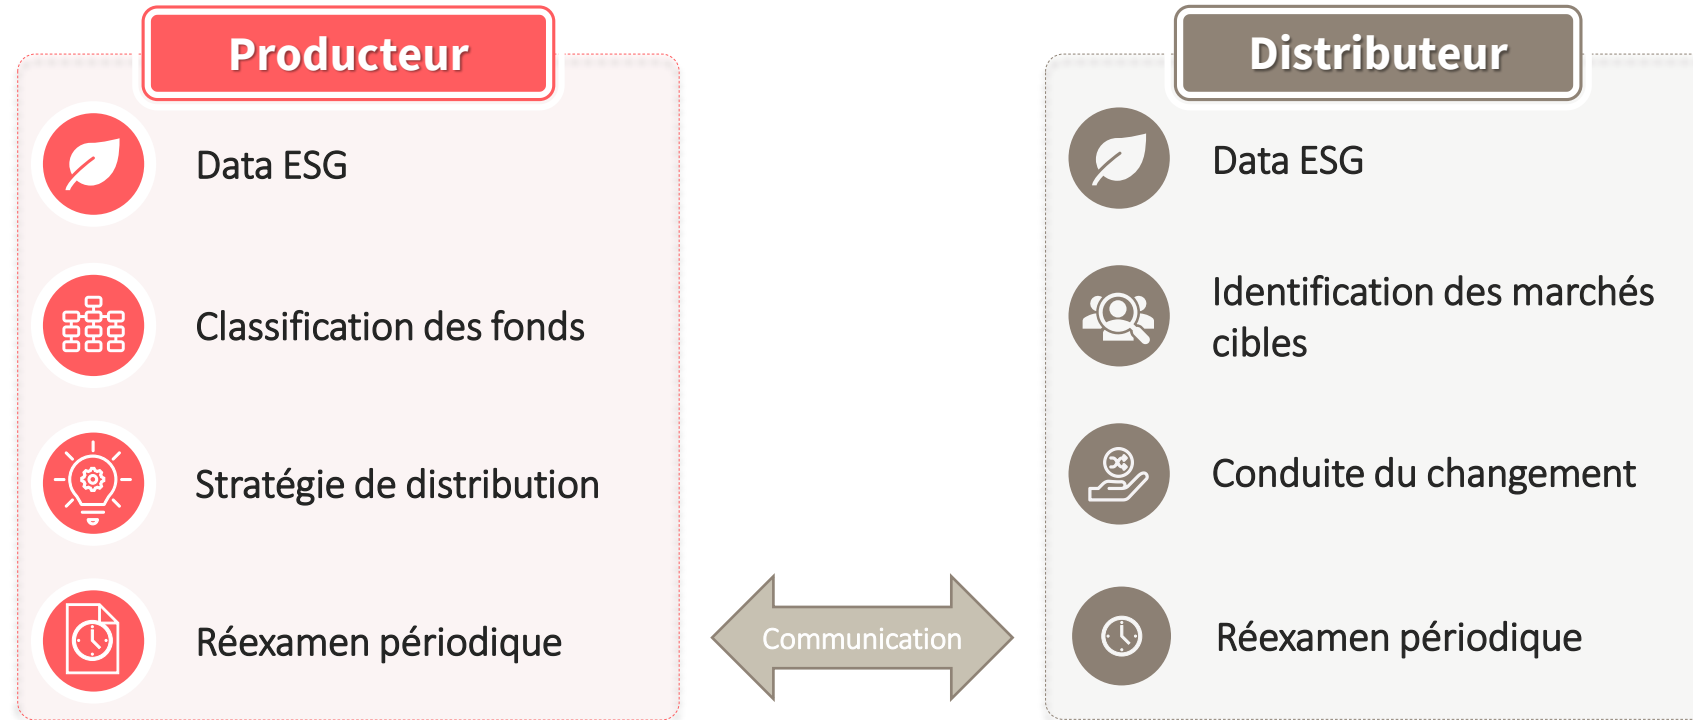 Producteur
Data ESG
Classification des fonds
Stratégie de distribution
Réexamen périodique
Communication
Distributeur
Data ESG
Identification des marchés
cibles
Conduite du changement
Réexamen périodique